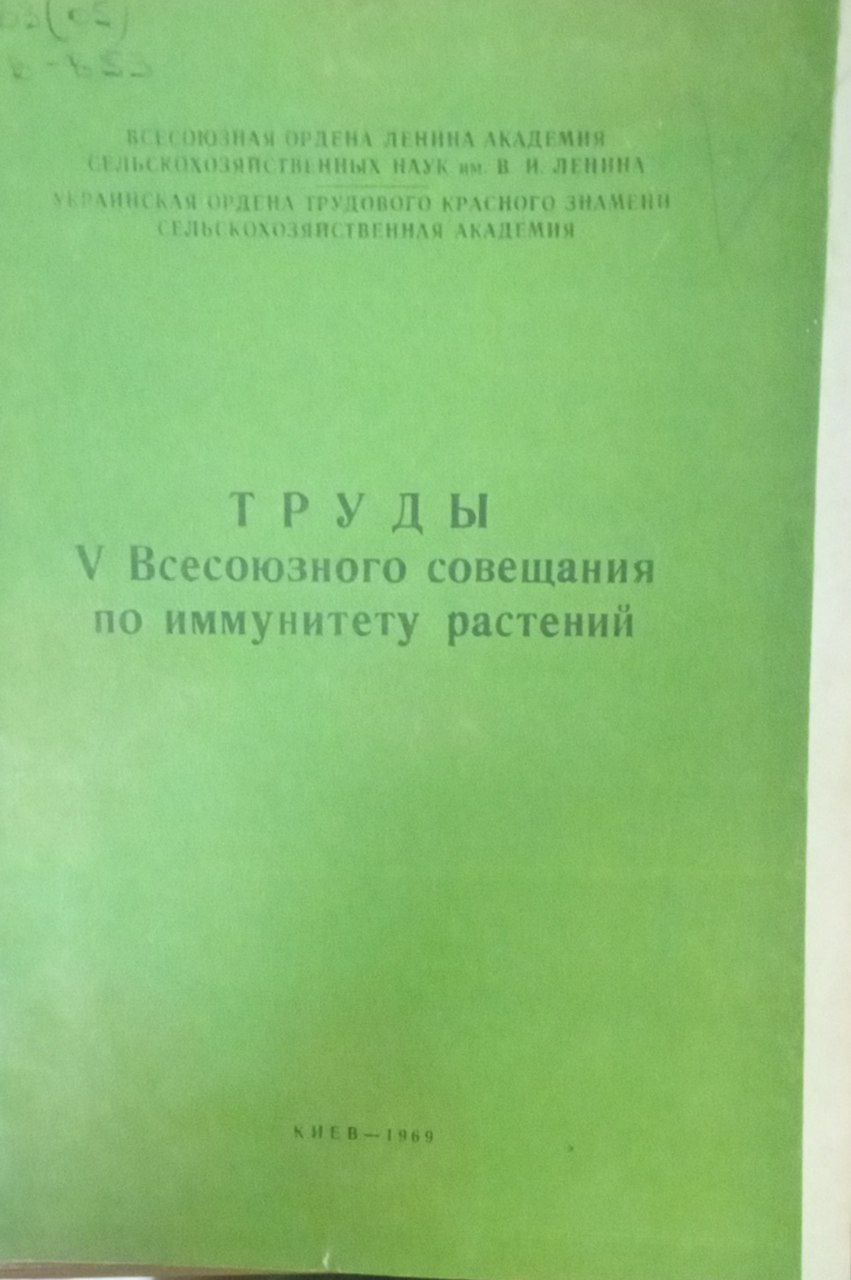 ВСЕСОЮЗНАЯ ОРДЕНА ЛЕНИНА АКАДЕМИЯ
СЕЛЬСКОХОЗЯЙСТВЕННЫХ НАУК им. В. И. ЛЕНИНА
УКРАИНСКАЯ ОРДЕНА ТРУДОВОГО КРАСНОГО ЗНАМЕНИ
СЕЛЬСКОХОЗЯЙСТВЕННАЯ АКАДЕМИЯ
ТРУДЫ
V Всесоюзного совещания
по иммунитету растений
КИЕВ—1969